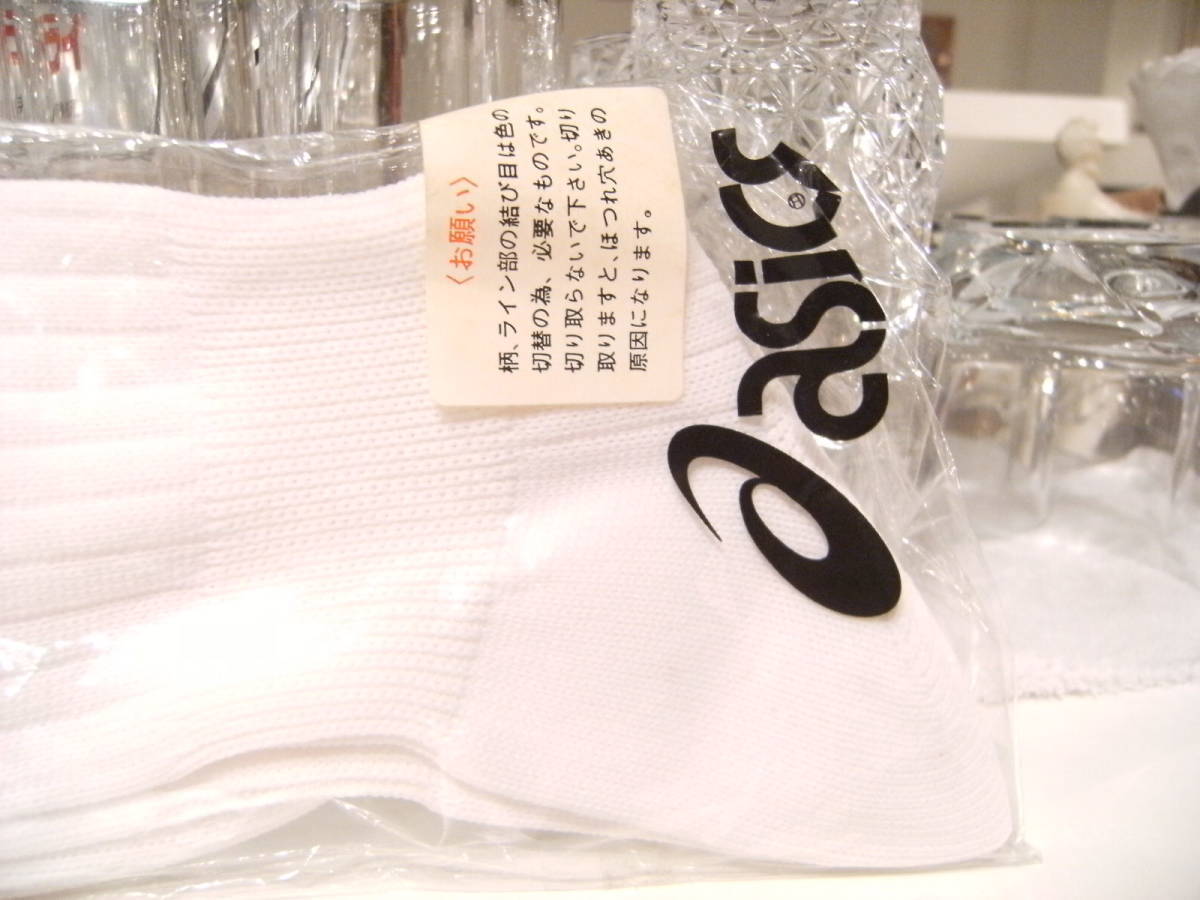 〈お願い〉
柄、ライン部の結び目は色の
切替の為、必要なものです。
切り取らないで下さい。切り
取りますと、ほつれ穴あきの
原因になります。
asics